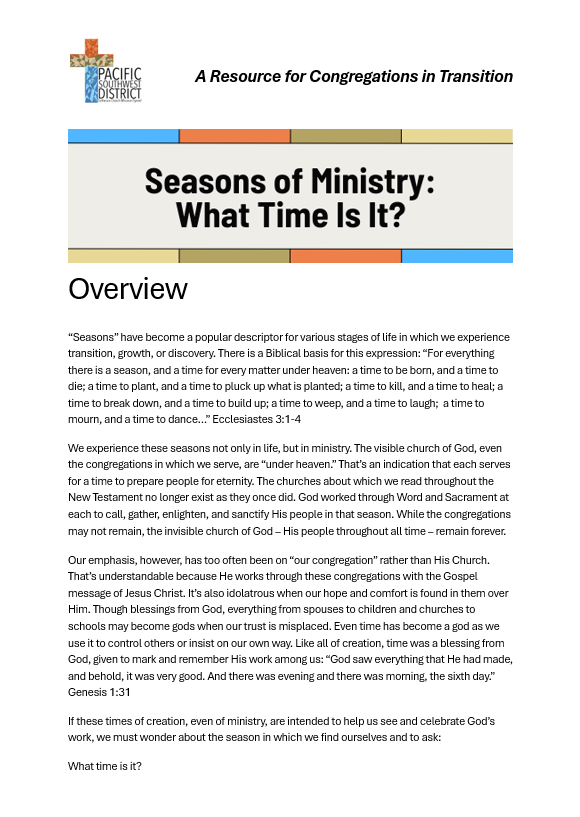 PACIFIC
SOUTHWEST
DISTRICT
A Resource for Congregations in Transition
Seasons of Ministry:
What Time Is It?
Overview
“Seasons” have become a popular descriptor for various stages of life in which we experience
transition, growth, or discovery. There is a Biblical basis for this expression: “For everything
there is a season, and a time for every matter under heaven: a time to be born, and a time to
die; a time to plant, and a time to pluck up what is planted; a time to kill, and a time to heal; a
time to break down, and a time to build up; a time to weep, and a time to laugh;  a time to
mourn, and a time to dance...” Ecclesiastes 3:1-4
We experience these seasons not only in life, but in ministry. The visible church of God, even
the congregations in which we serve, are “under heaven.” That’s an indication that each serves
for a time to prepare people for eternity. The churches about which we read throughout the
New Testament no longer exist as they once did. God worked through Word and Sacrament at
each to call, gather, enlighten, and sanctify His people in that season. While the congregations
may not remain, the invisible church of God – His people throughout all time – remain forever.
Our emphasis, however, has too often been on “our congregation” rather than His Church.
That’s understandable because He works through these congregations with the Gospel
message of Jesus Christ. It’s also idolatrous when our hope and comfort is found in them over
Him. Though blessings from God, everything from spouses to children and churches to
schools may become gods when our trust is misplaced. Even time has become a god as we
use it to control others or insist on our own way. Like all of creation, time was a blessing from
God, given to mark and remember His work among us: “God saw everything that He had made,
and behold, it was very good. And there was evening and there was morning, the sixth day.”
Genesis 1:31
If these times of creation, even of ministry, are intended to help us see and celebrate God’s
work, we must wonder about the season in which we find ourselves and to ask:
What time is it?